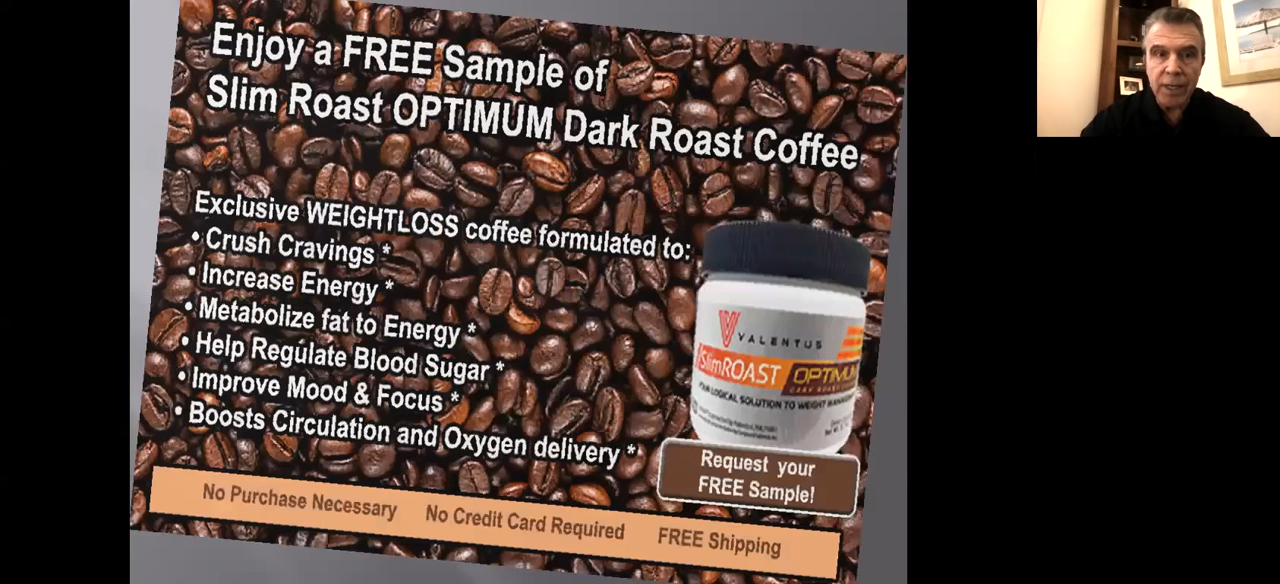 Enjoy a FREE Sample of
Slim Roast OPTIMUM Dark Roast Coffee
Exclusive WEIGHTLOSS coffee formulated to:
• Crush Cravings *
• Increase Energy *
• Metabolize fat to Energy *
• Help Regulate Blood Sugar *
• Improve Mood & Focus *
• Boosts Circulation and Oxygen delivery *
VALENTUS
SlimROAST OPTIMUM
DARK ROAST
YOUR LOGICAL SOLUTION TO WEIGHT MANAGEMENT
Request your
FREE Sample!
No Purchase Necessary No Credit Card Required FREE Shipping